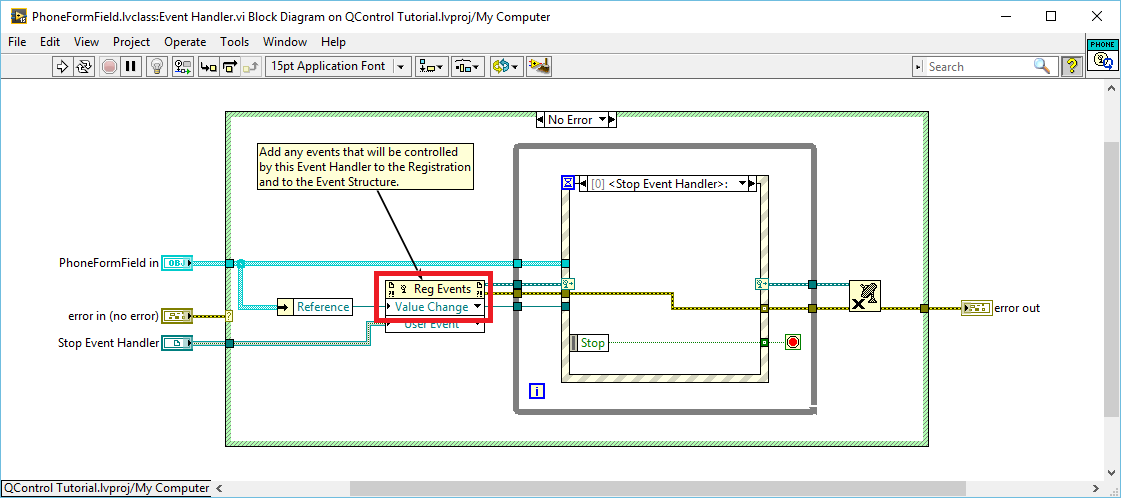 PhoneFormField.lvclass:Event Handler.vi Block Diagram on QControl Tutorial.lvproj/My Computer
File Edit View Project Operate Tools Window Help
15pt Application Font
Search
?
PHONE
No Error
Add any events that will be controlled
by this Event Handler to the Registration
and to the Event Structure.
[0] <Stop Event Handler>:
PhoneFormField in
OBJ
Reg Events
Reference
Value Change
User Event
error in (no error)
?
error out
Stop Event Handler
Stop
i
QControl Tutorial.lvproj/My Computer